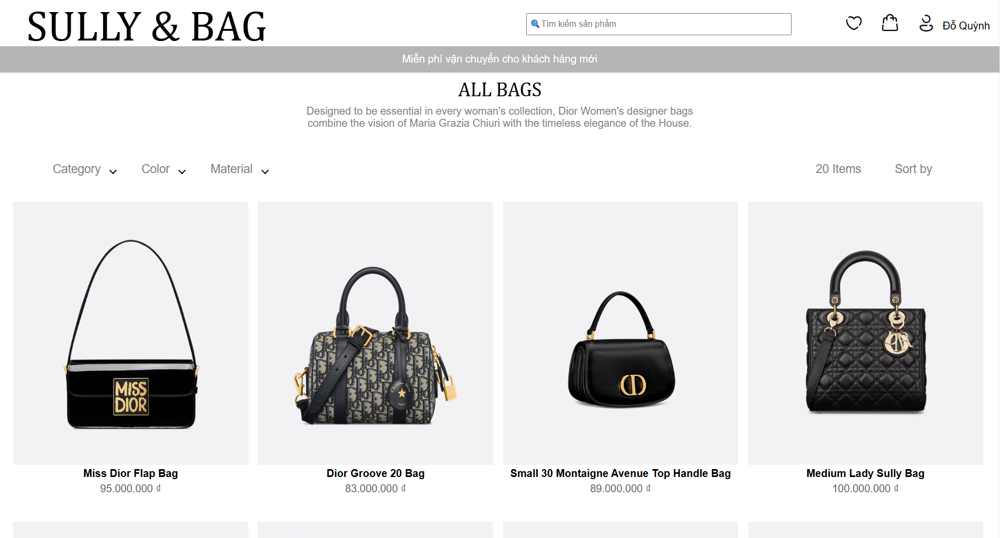 SULLY & BAG
Tìm kiếm sản phẩm
Đỗ Quỳnh
Miễn phí vận chuyển cho khách hàng mới
ALL BAGS
Designed to be essential in every woman's collection, Dior Women's designer bags
combine the vision of Maria Grazia Chiuri with the timeless elegance of the House.
Category
Color
Material
20 Items
Sort by
MISS
DIOR
Christian Dior
PARIS
CD
Miss Dior Flap Bag
95.000.000 ₫
Dior Groove 20 Bag
83.000.000 ₫
Small 30 Montaigne Avenue Top Handle Bag
89.000.000 ₫
Medium Lady Sully Bag
100.000.000 ₫